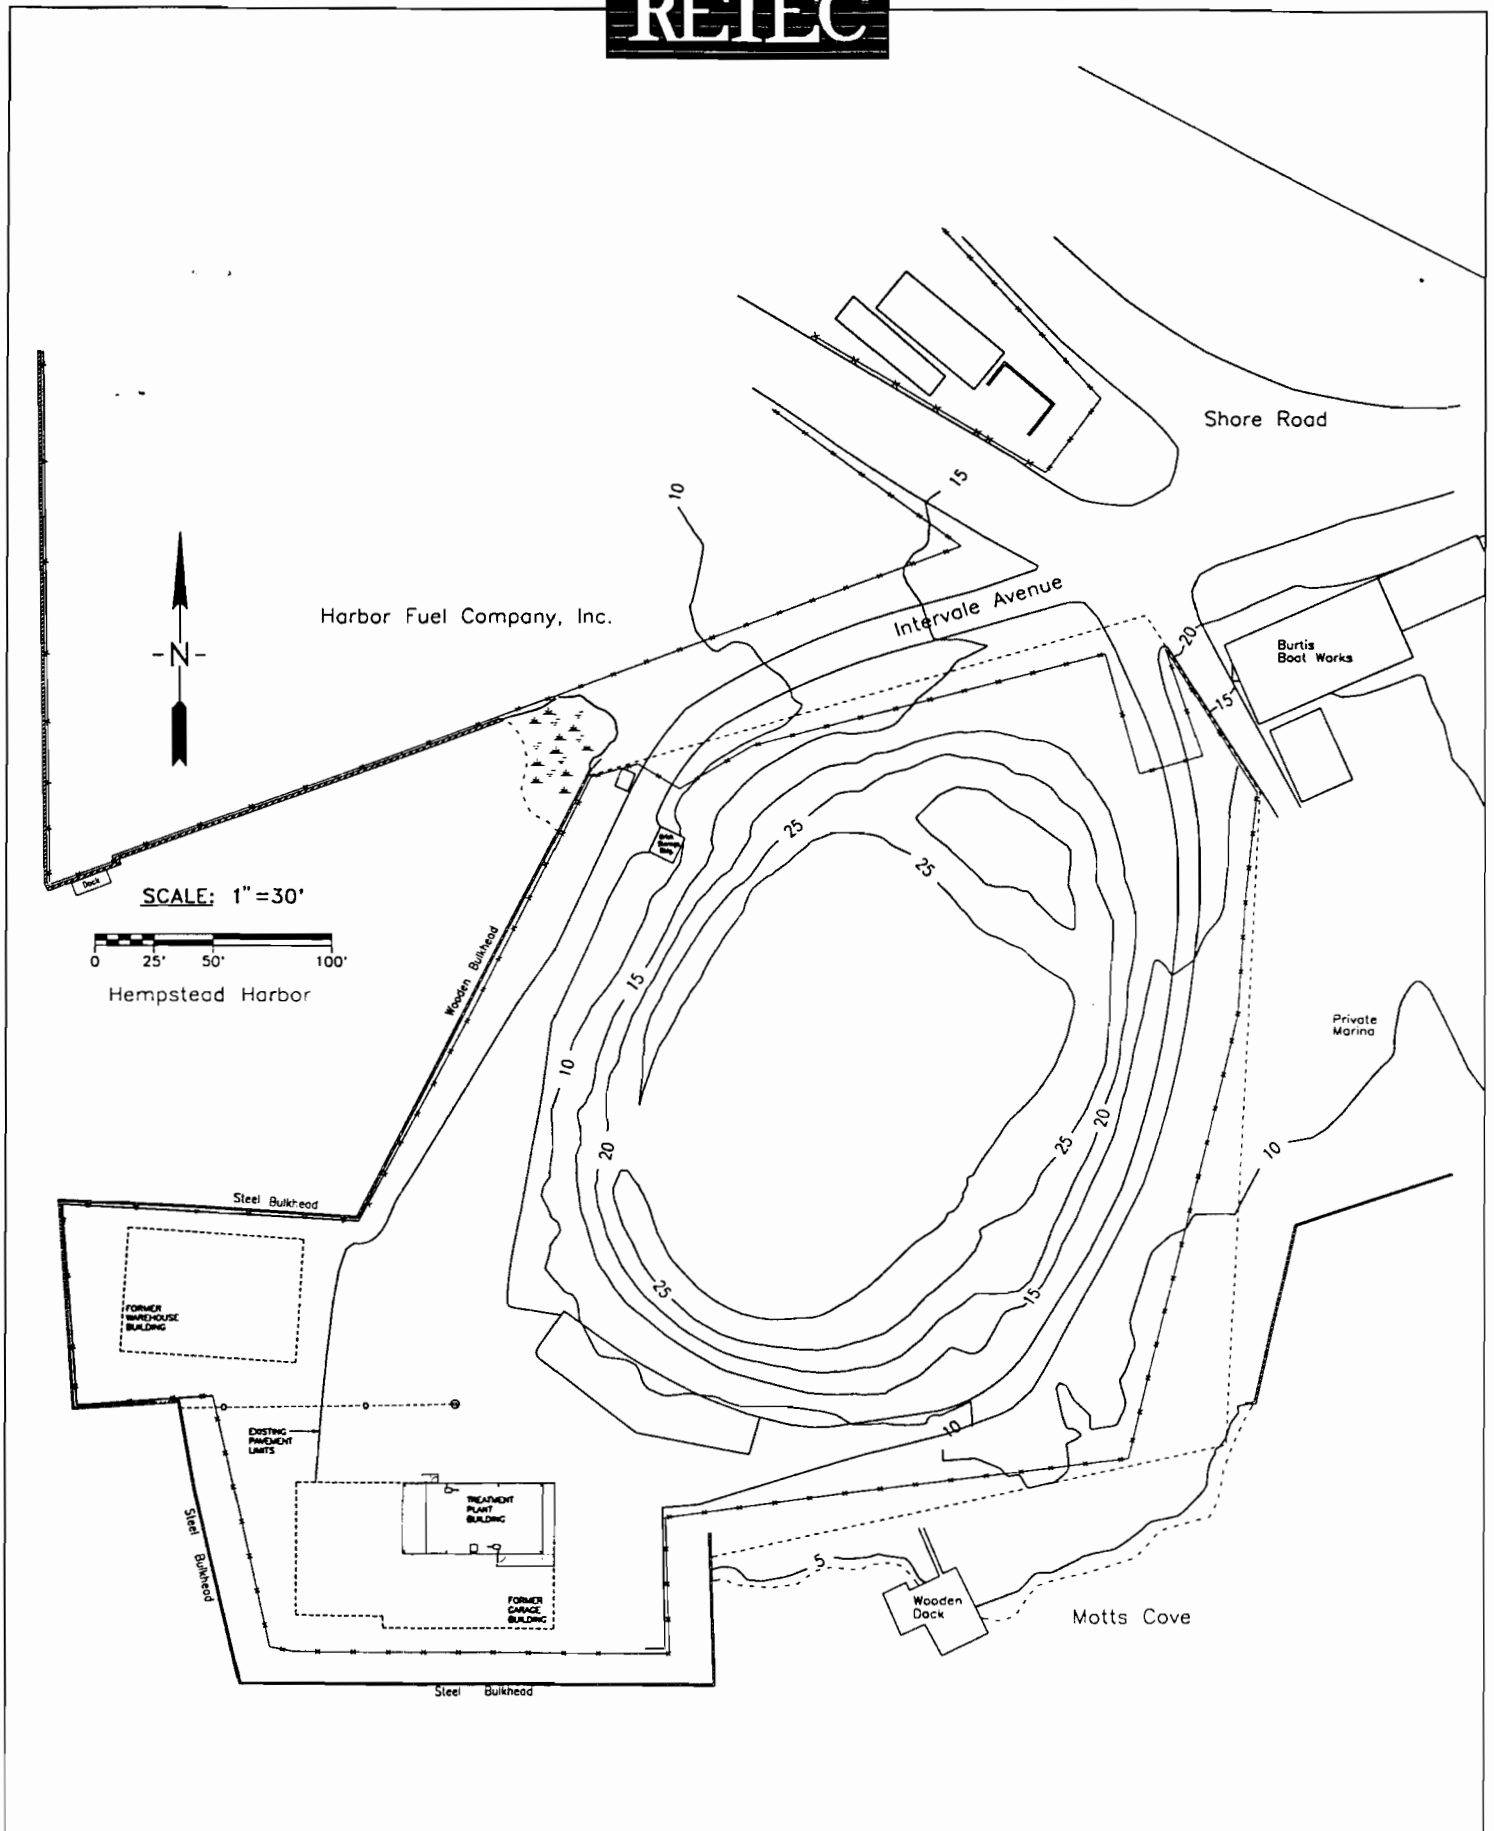 RETEC
Shore Road
15
10
Intervale Avenue
Harbor Fuel Company, Inc.
-N-
20
Burtis
Boat Works
15
25
25
Dock
SCALE: 1"=30'
0 25' 50' 100'
Hempstead Harbor
Wooden Bulkhead
15
Private
Marina
10
20
25
20
10
Steel Bulkhead
25
15
FORMER
WAREHOUSE
BUILDING
EXISTING
PAVEMENT
LIMITS
10
TREATMENT
PLANT
BUILDING
Steel Bulkhead
5
FORMER
GARAGE
BUILDING
Wooden
Dock
Motts Cove
Steel Bulkhead